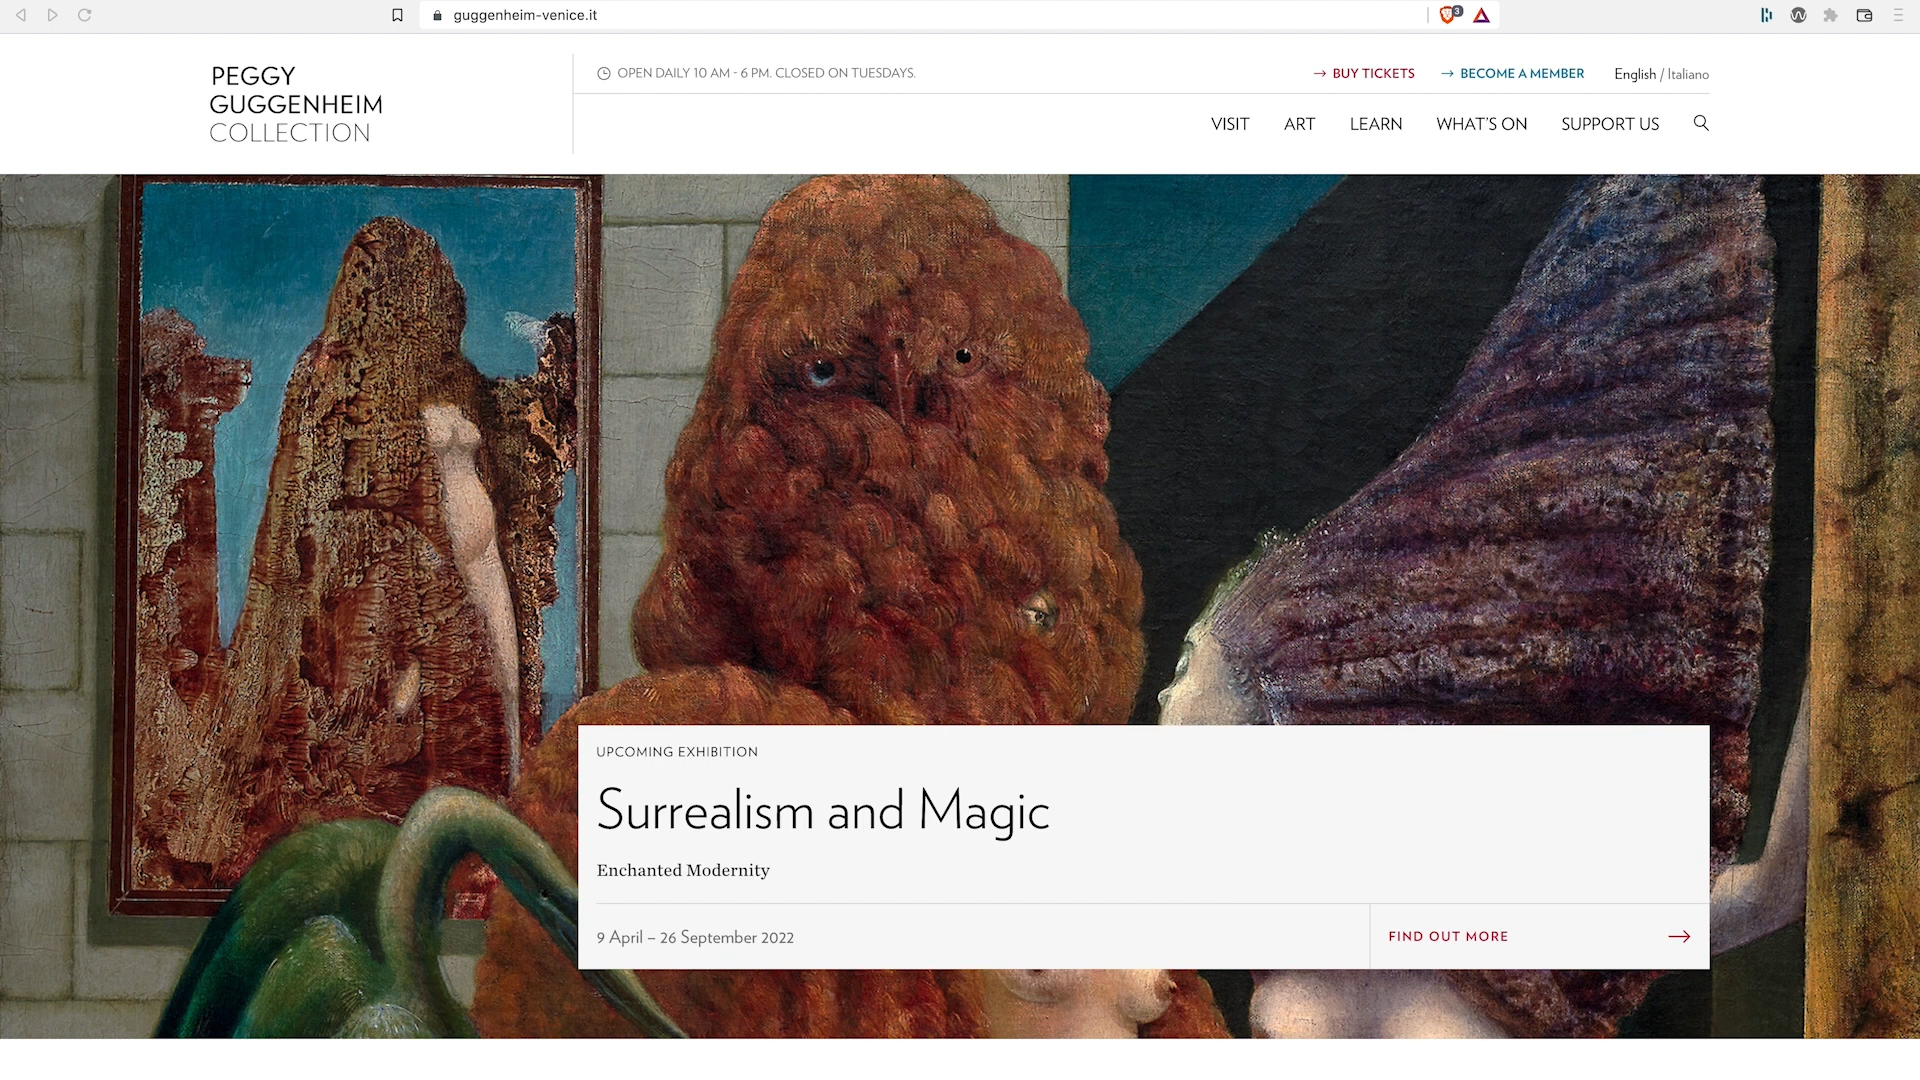 guggenheim-venice.it
3
PEGGY
GUGGENHEIM
COLLECTION
OPEN DAILY 10 AM - 6 PM. CLOSED ON TUESDAYS.
→ BUY TICKETS
→ BECOME A MEMBER
English / Italiano
VISIT
ART
LEARN
WHAT'S ON
SUPPORT US
UPCOMING EXHIBITION
Surrealism and Magic
Enchanted Modernity
9 April – 26 September 2022
FIND OUT MORE →